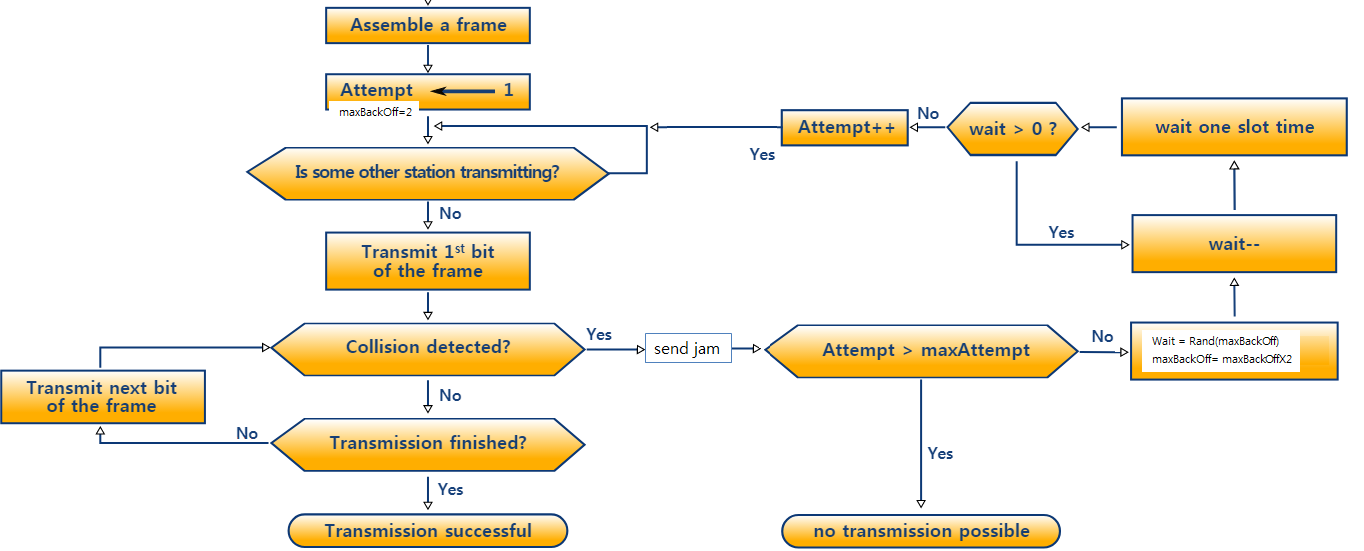 Assemble a frame
Attempt 1
maxBackOff=2
Is some other station transmitting?
Yes
Attempt++
No
wait > 0 ?
wait one slot time
No
Transmit 1st bit
of the frame
Yes
wait--
Collision detected?
Yes
send jam
Attempt > maxAttempt
No
Wait = Rand(maxBackOff)
maxBackOff= maxBackOffX2
Transmit next bit
of the frame
No
No
Transmission finished?
Yes
Yes
Transmission successful
no transmission possible